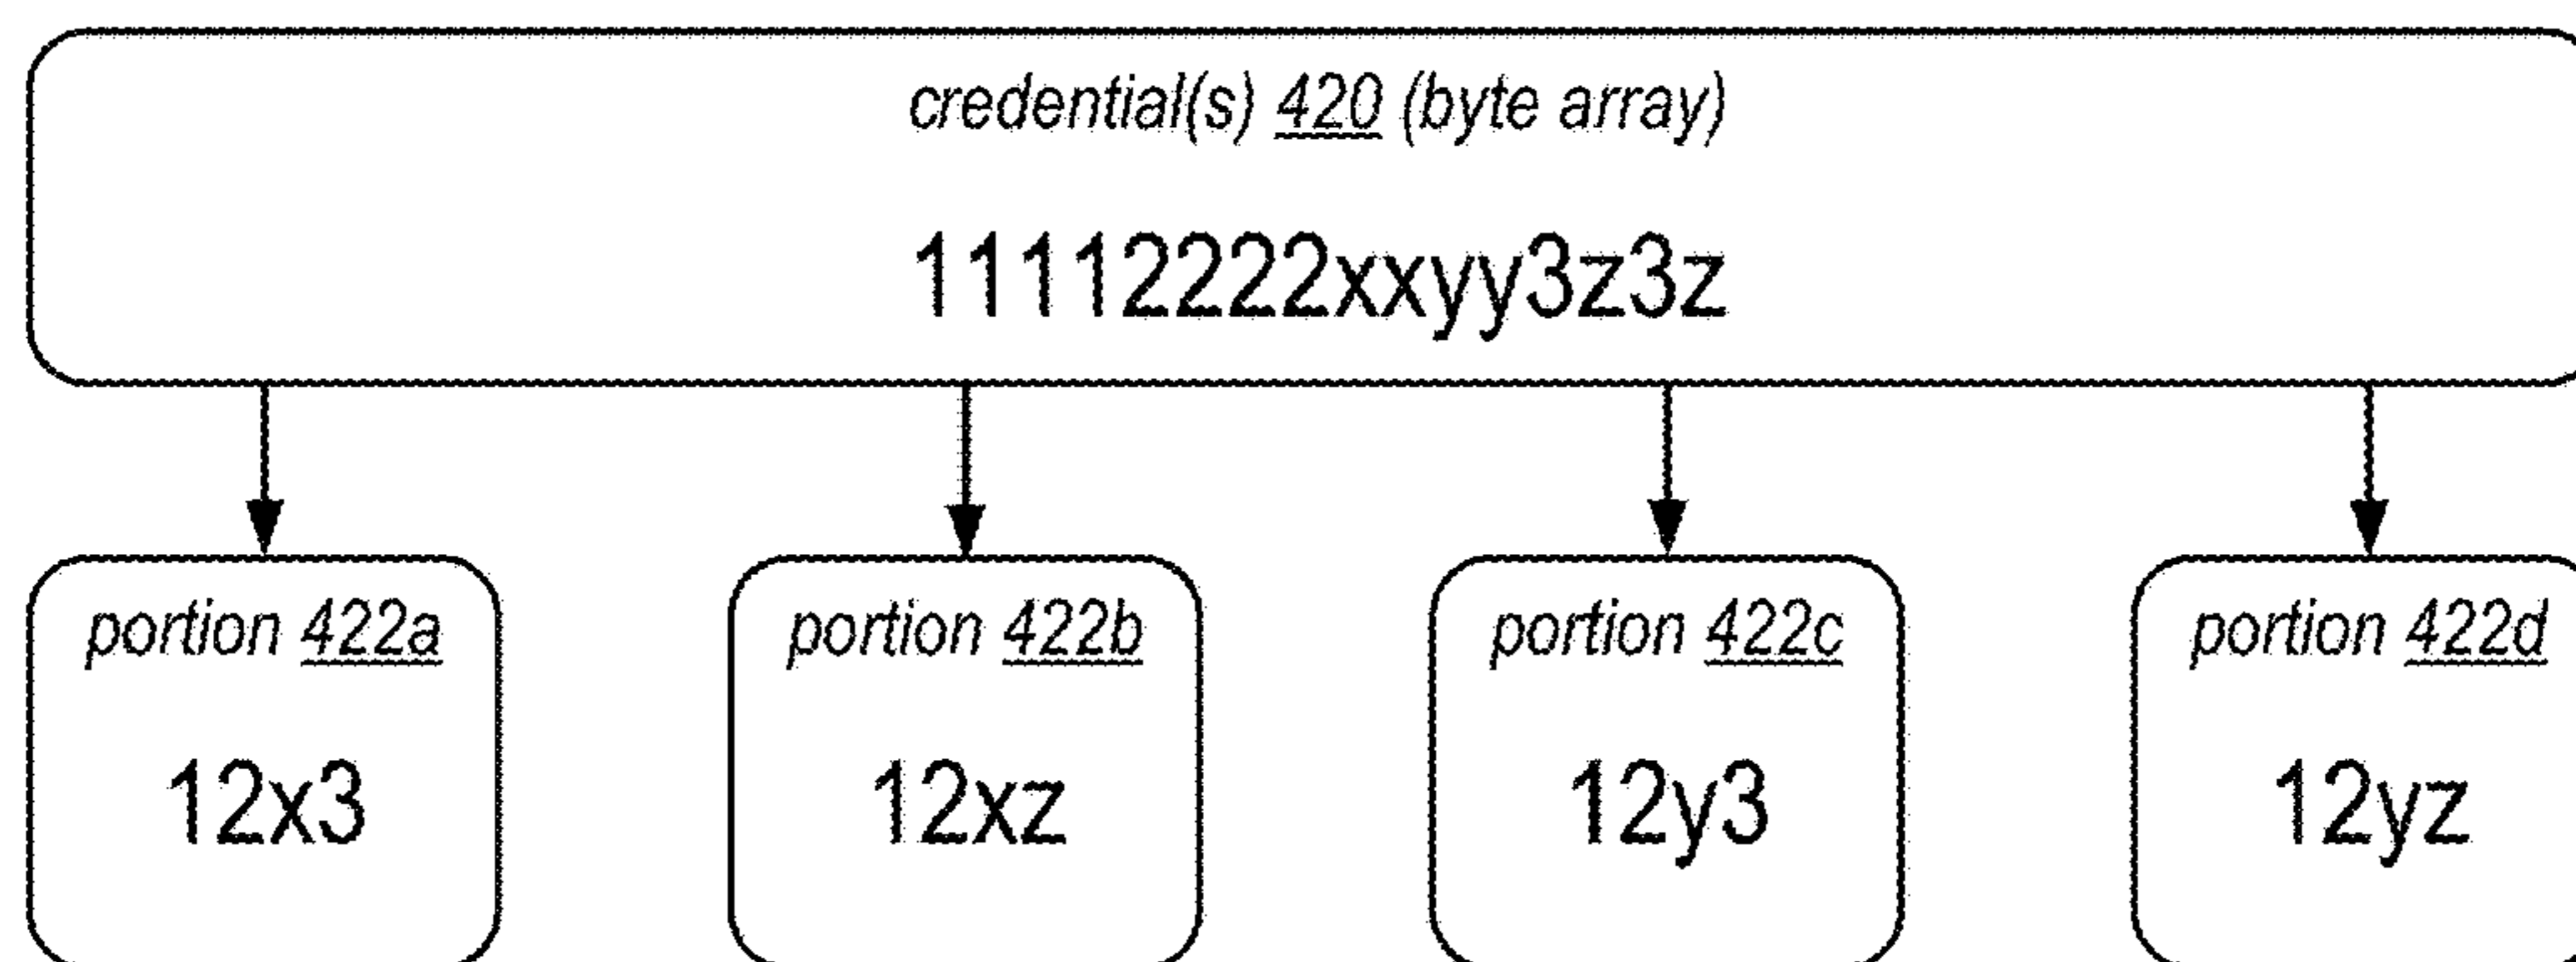 credential(s) 420 (byte array)
11112222xxyy3z3z
portion 422a
12x3
portion 422b
12xz
portion 422c
12y3
portion 422d
12yz